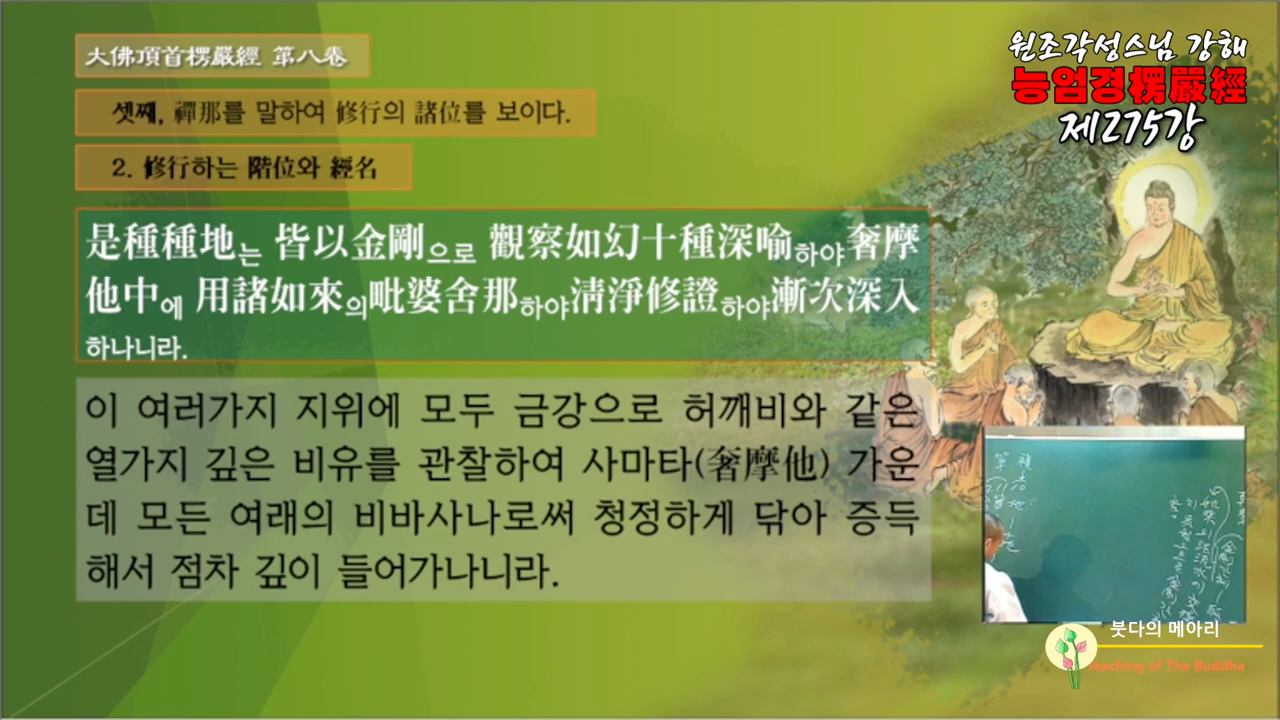 大佛頂首楞嚴經 第八卷
셋째, 禪那를 말하여 修行의 諸位를 보이다.
2. 修行하는 階位와 經名
是種種地는 皆以金剛으로 觀察如幻十種深喩하야奢摩
他中에 用諸如來의毗婆舍那하야淸淨修證하야漸次深入
하나니라.
이 여러가지 지위에 모두 금강으로 허깨비와 같은
열가지 깊은 비유를 관찰하여 사마타(奢摩他) 가운
데 모든 여래의 비바사나로써 청정하게 닦아 증득
해서 점차 깊이 들어가나니라.
원조각성스님 강해
능엄경楞嚴經
제275강
붓다의 메아리
Teaching of The Buddha